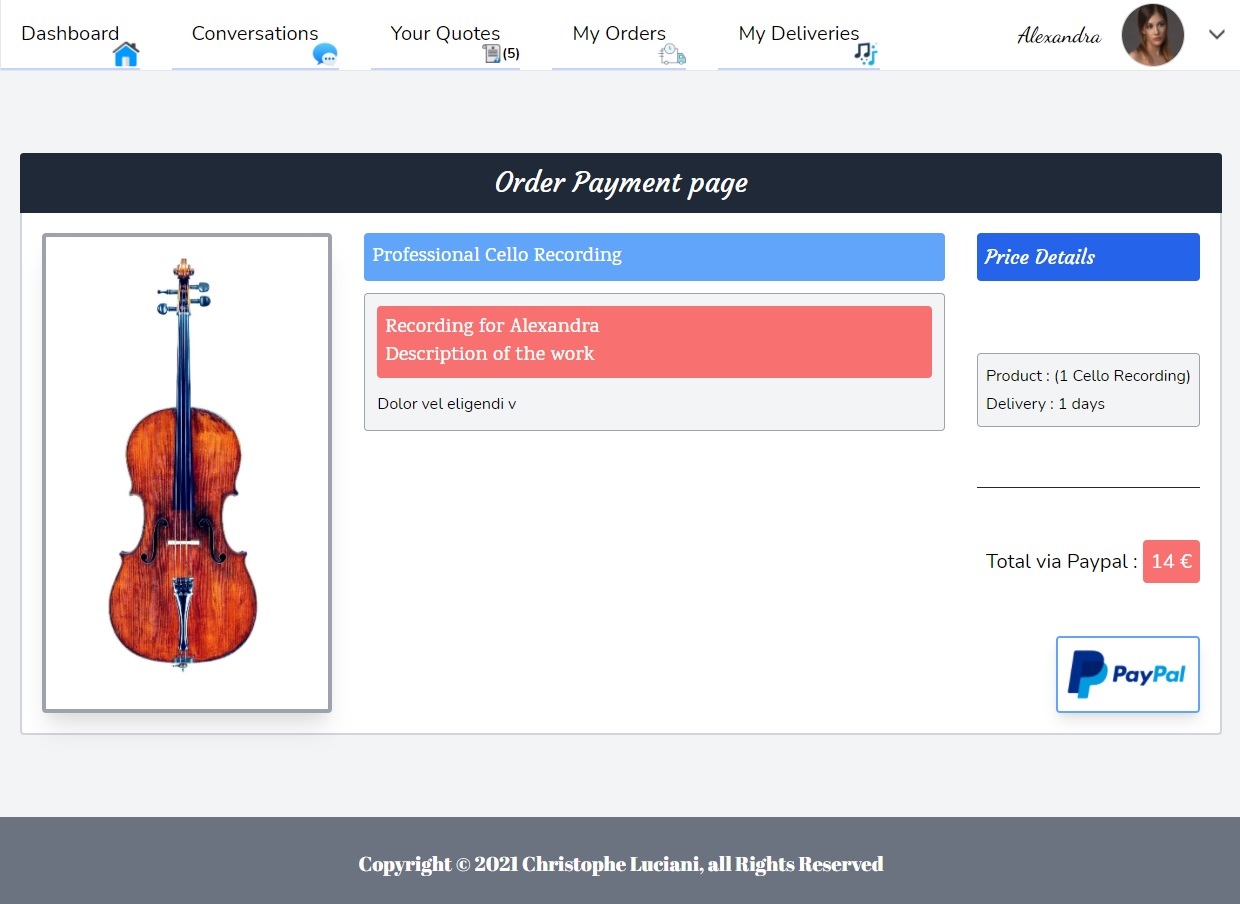 Dashboard
Conversations
Your Quotes
(5)
My Orders
My Deliveries
Alexandra
Order Payment page
Professional Cello Recording
Recording for Alexandra
Description of the work
Dolor vel eligendi v
Price Details
Product : (1 Cello Recording)
Delivery : 1 days
Total via Paypal : 14 €
PayPal
Copyright © 2021 Christophe Luciani, all Rights Reserved